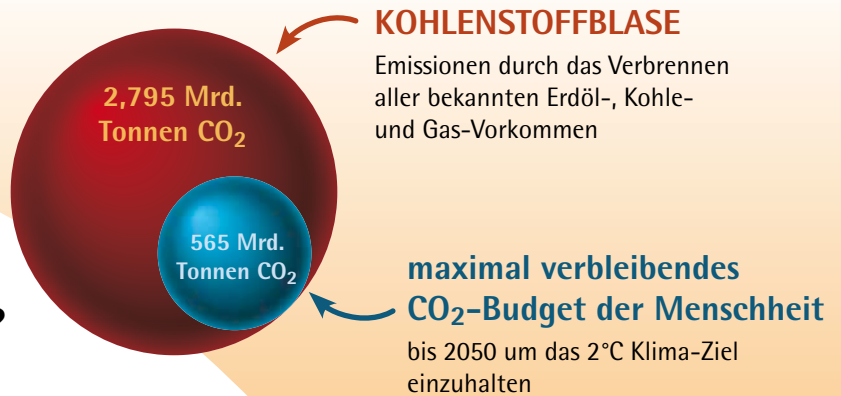 KOHLENSTOFFBLASE
Emissionen durch das Verbrennen
aller bekannten Erdöl-, Kohle-
und Gas-Vorkommen
2,795 Mrd.
Tonnen CO₂
565 Mrd.
Tonnen CO₂
maximal verbleibendes
CO₂-Budget der Menschheit
bis 2050 um das 2°C Klima-Ziel
einzuhalten